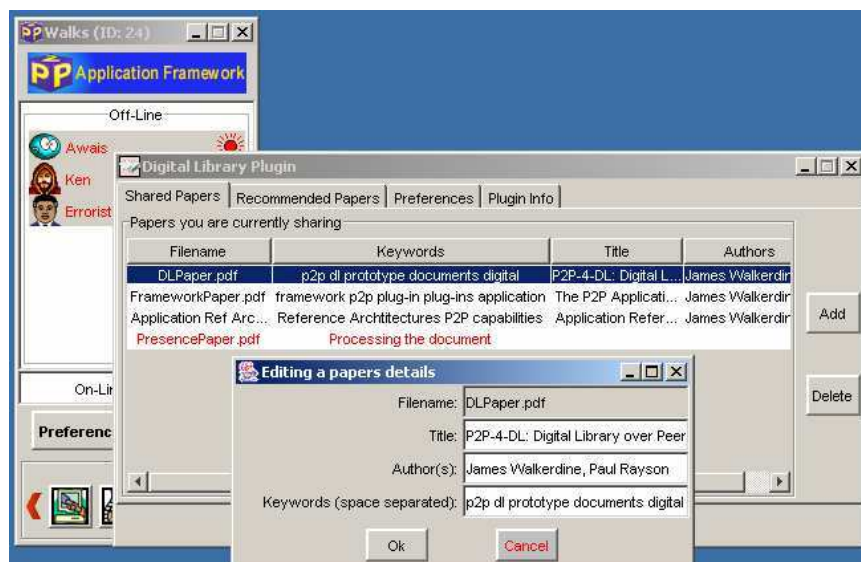 PP Walks (ID: 24)
PP Application Framework
Off-Line
Awais
Ken
Errorist
On-Lin
Preferenc
Digital Library Plugin
Shared Papers Recommended Papers Preferences Plugin Info
Papers you are currently sharing
Filename Keywords Title Authors
DLPaper.pdf p2p dl prototype documents digital P2P-4-DL: Digital L... James Walkerdin
FrameworkPaper.pdf framework p2p plug-in plug-ins application The P2P Applicati... James Walkerdin
Application Ref Arc... Reference Archtitectures P2P capabilities Application Refer... James Walkerdin
PresencePaper.pdf Processing the document
Add
Delete
Editing a papers details
Filename: DLPaper.pdf
Title: P2P-4-DL: Digital Library over Peer
Author(s): James Walkerdine, Paul Rayson
Keywords (space separated): p2p dl prototype documents digital
Ok Cancel